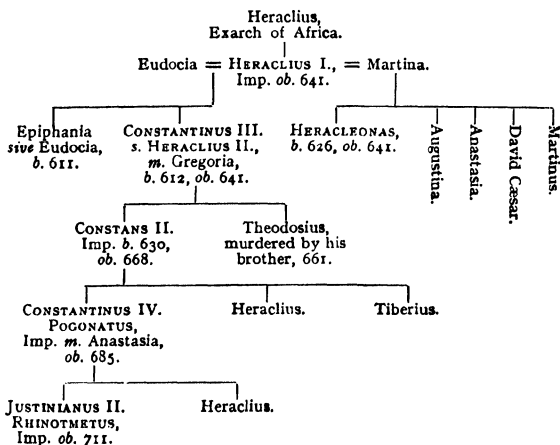 Heraclius,
Exarch of Africa.
Eudocia = HERACLIUS I., = Martina.
Imp. ob. 641.
Epiphania
sive Eudocia,
b. 611.
CONSTANTINUS III.
s. HERACLIUS II.,
m. Gregoria,
b. 612, ob. 641.
HERACLEONAS,
b. 626, ob. 641.
Augustina.
Anastasia.
David Cæsar.
Martinus.
CONSTANS II.
Imp. b. 630,
ob. 668.
Theodosius,
murdered by his
brother, 661.
CONSTANTINUS IV.
POGONATUS,
Imp. m. Anastasia,
ob. 685.
Heraclius.
Tiberius.
JUSTINIANUS II.
RHINOTMETUS,
Imp. ob. 711.
Heraclius.